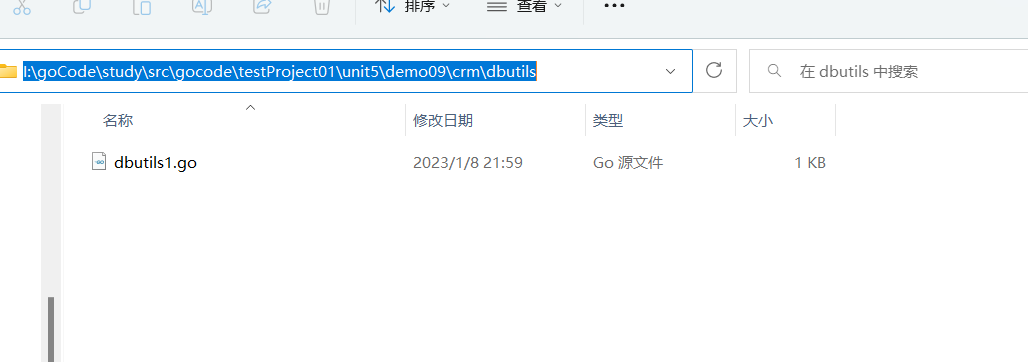 排序 查看
I:\goCode\study\src\gocode\testProject01\unit5\demo09\crm\dbutils 在 dbutils 中搜索
名称 修改日期 类型 大小
dbutils1.go 2023/1/8 21:59 Go 源文件 1 KB